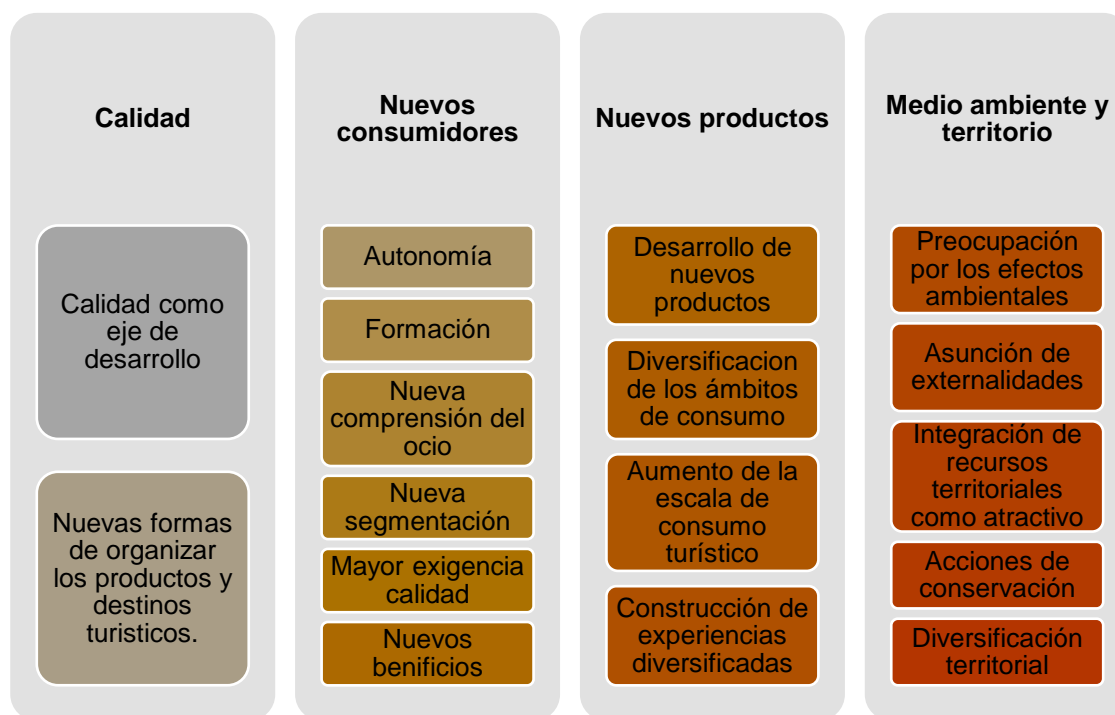 Calidad
Calidad como
eje de
desarrollo
Nuevas formas
de organizar
los productos y
destinos
turisticos.
Nuevos
consumidores
Autonomía
Formación
Nueva
comprensión del
ocio
Nueva
segmentación
Mayor exigencia
calidad
Nuevos
benificios
Nuevos productos
Desarrollo de
nuevos
productos
Diversificacion
de los ámbitos
de consumo
Aumento de la
escala de
consumo
turístico
Construcción de
experiencias
diversificadas
Medio ambiente y
territorio
Preocupación
por los efectos
ambientales
Asunción de
externalidades
Integración de
recursos
territoriales
como atractivo
Acciones de
conservación
Diversificación
territorial